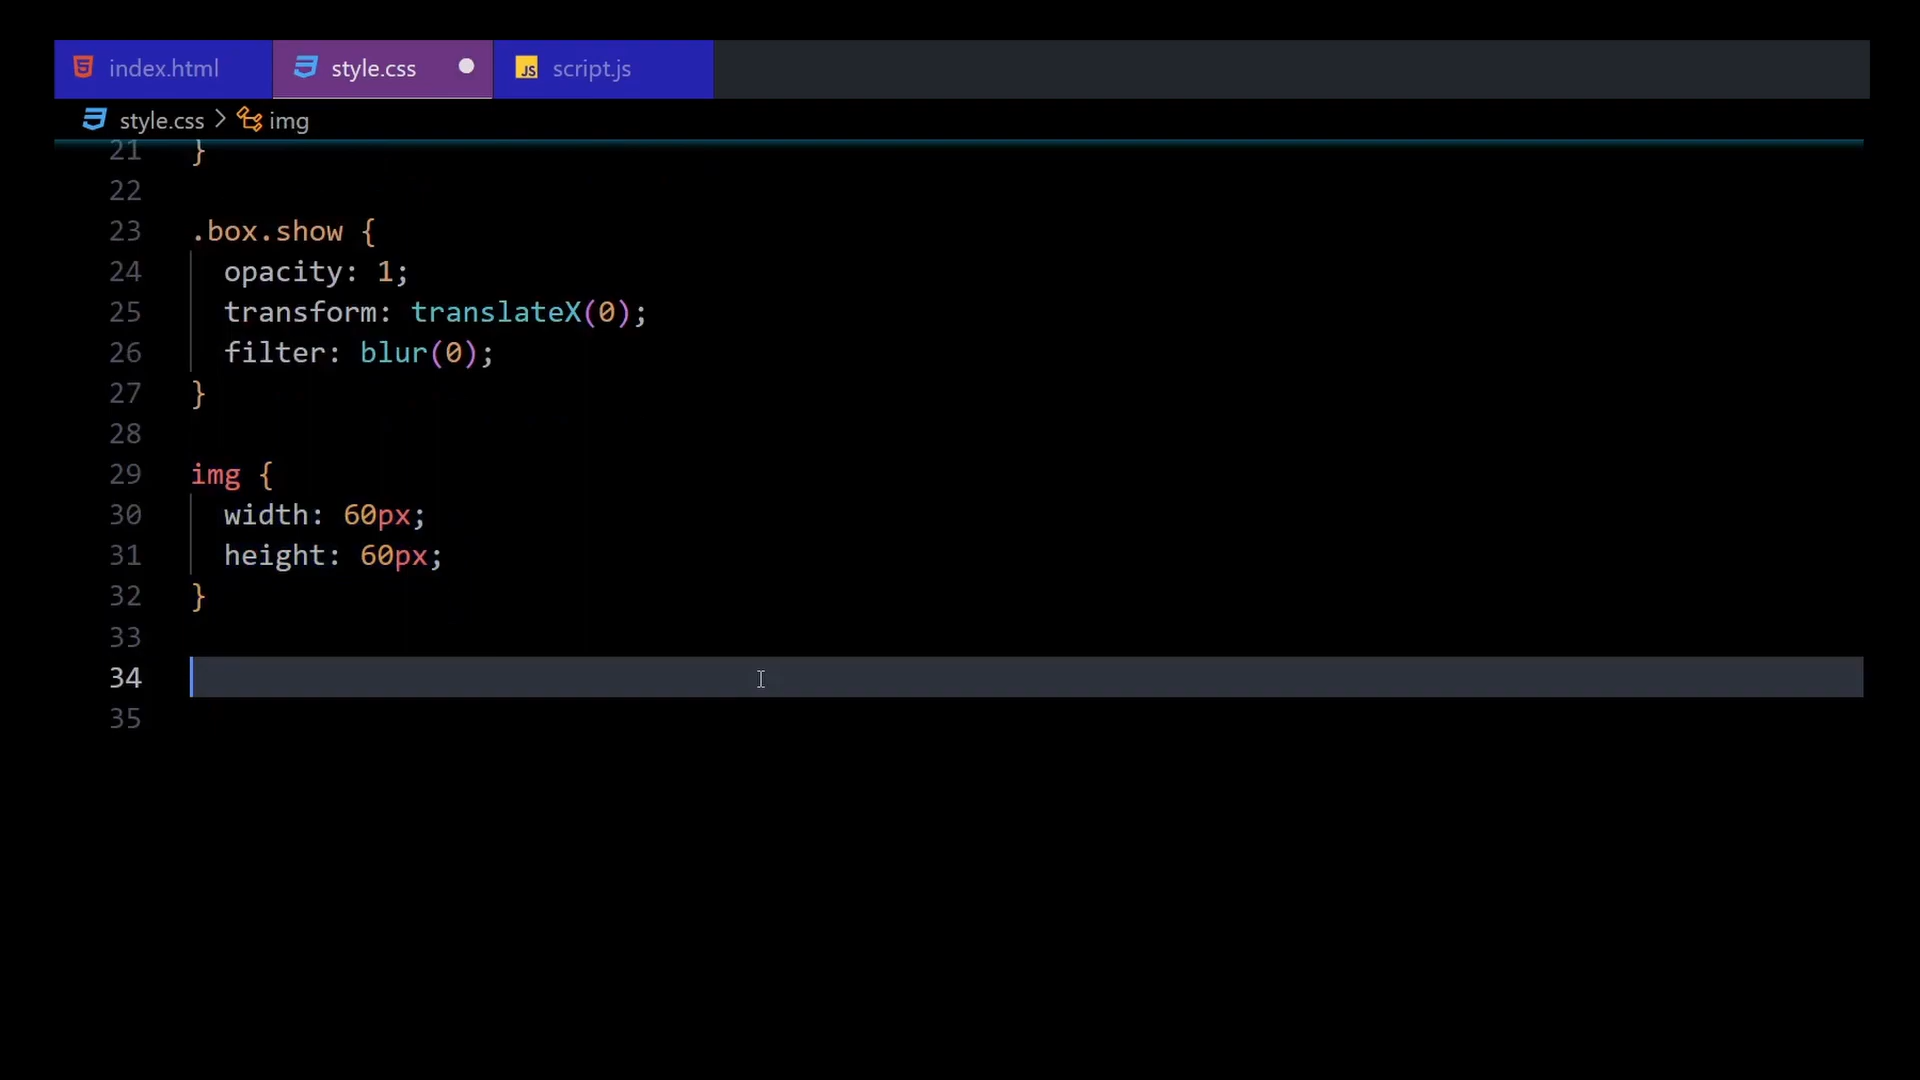 index.html style.css JS script.js
style.css > img
21 }
22
23 .box.show {
24 opacity: 1;
25 transform: translateX(0);
26 filter: blur(0);
27 }
28
29 img {
30 width: 60px;
31 height: 60px;
32 }
33
34
35